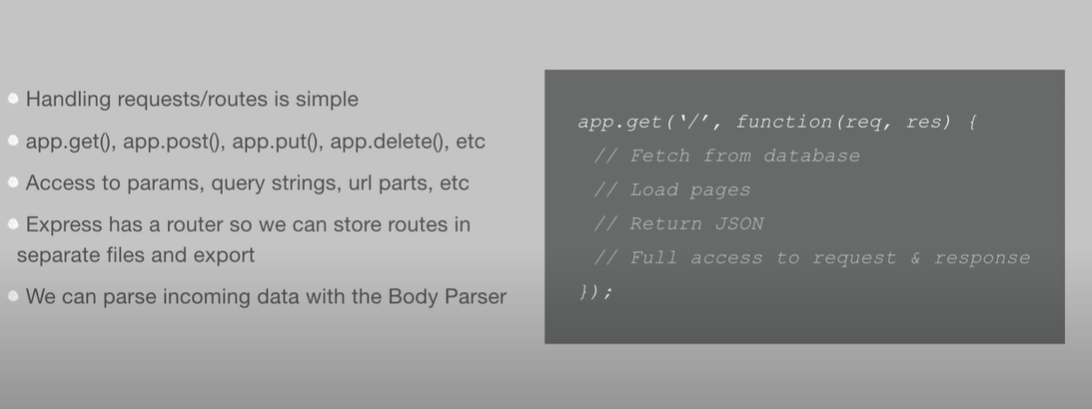 Handling requests/routes is simple
app.get(), app.post(), app.put(), app.delete(), etc
Access to params, query strings, url parts, etc
Express has a router so we can store routes in
separate files and export
We can parse incoming data with the Body Parser
app.get(‘/’, function(req, res) {
// Fetch from database
// Load pages
// Return JSON
// Full access to request & response
});